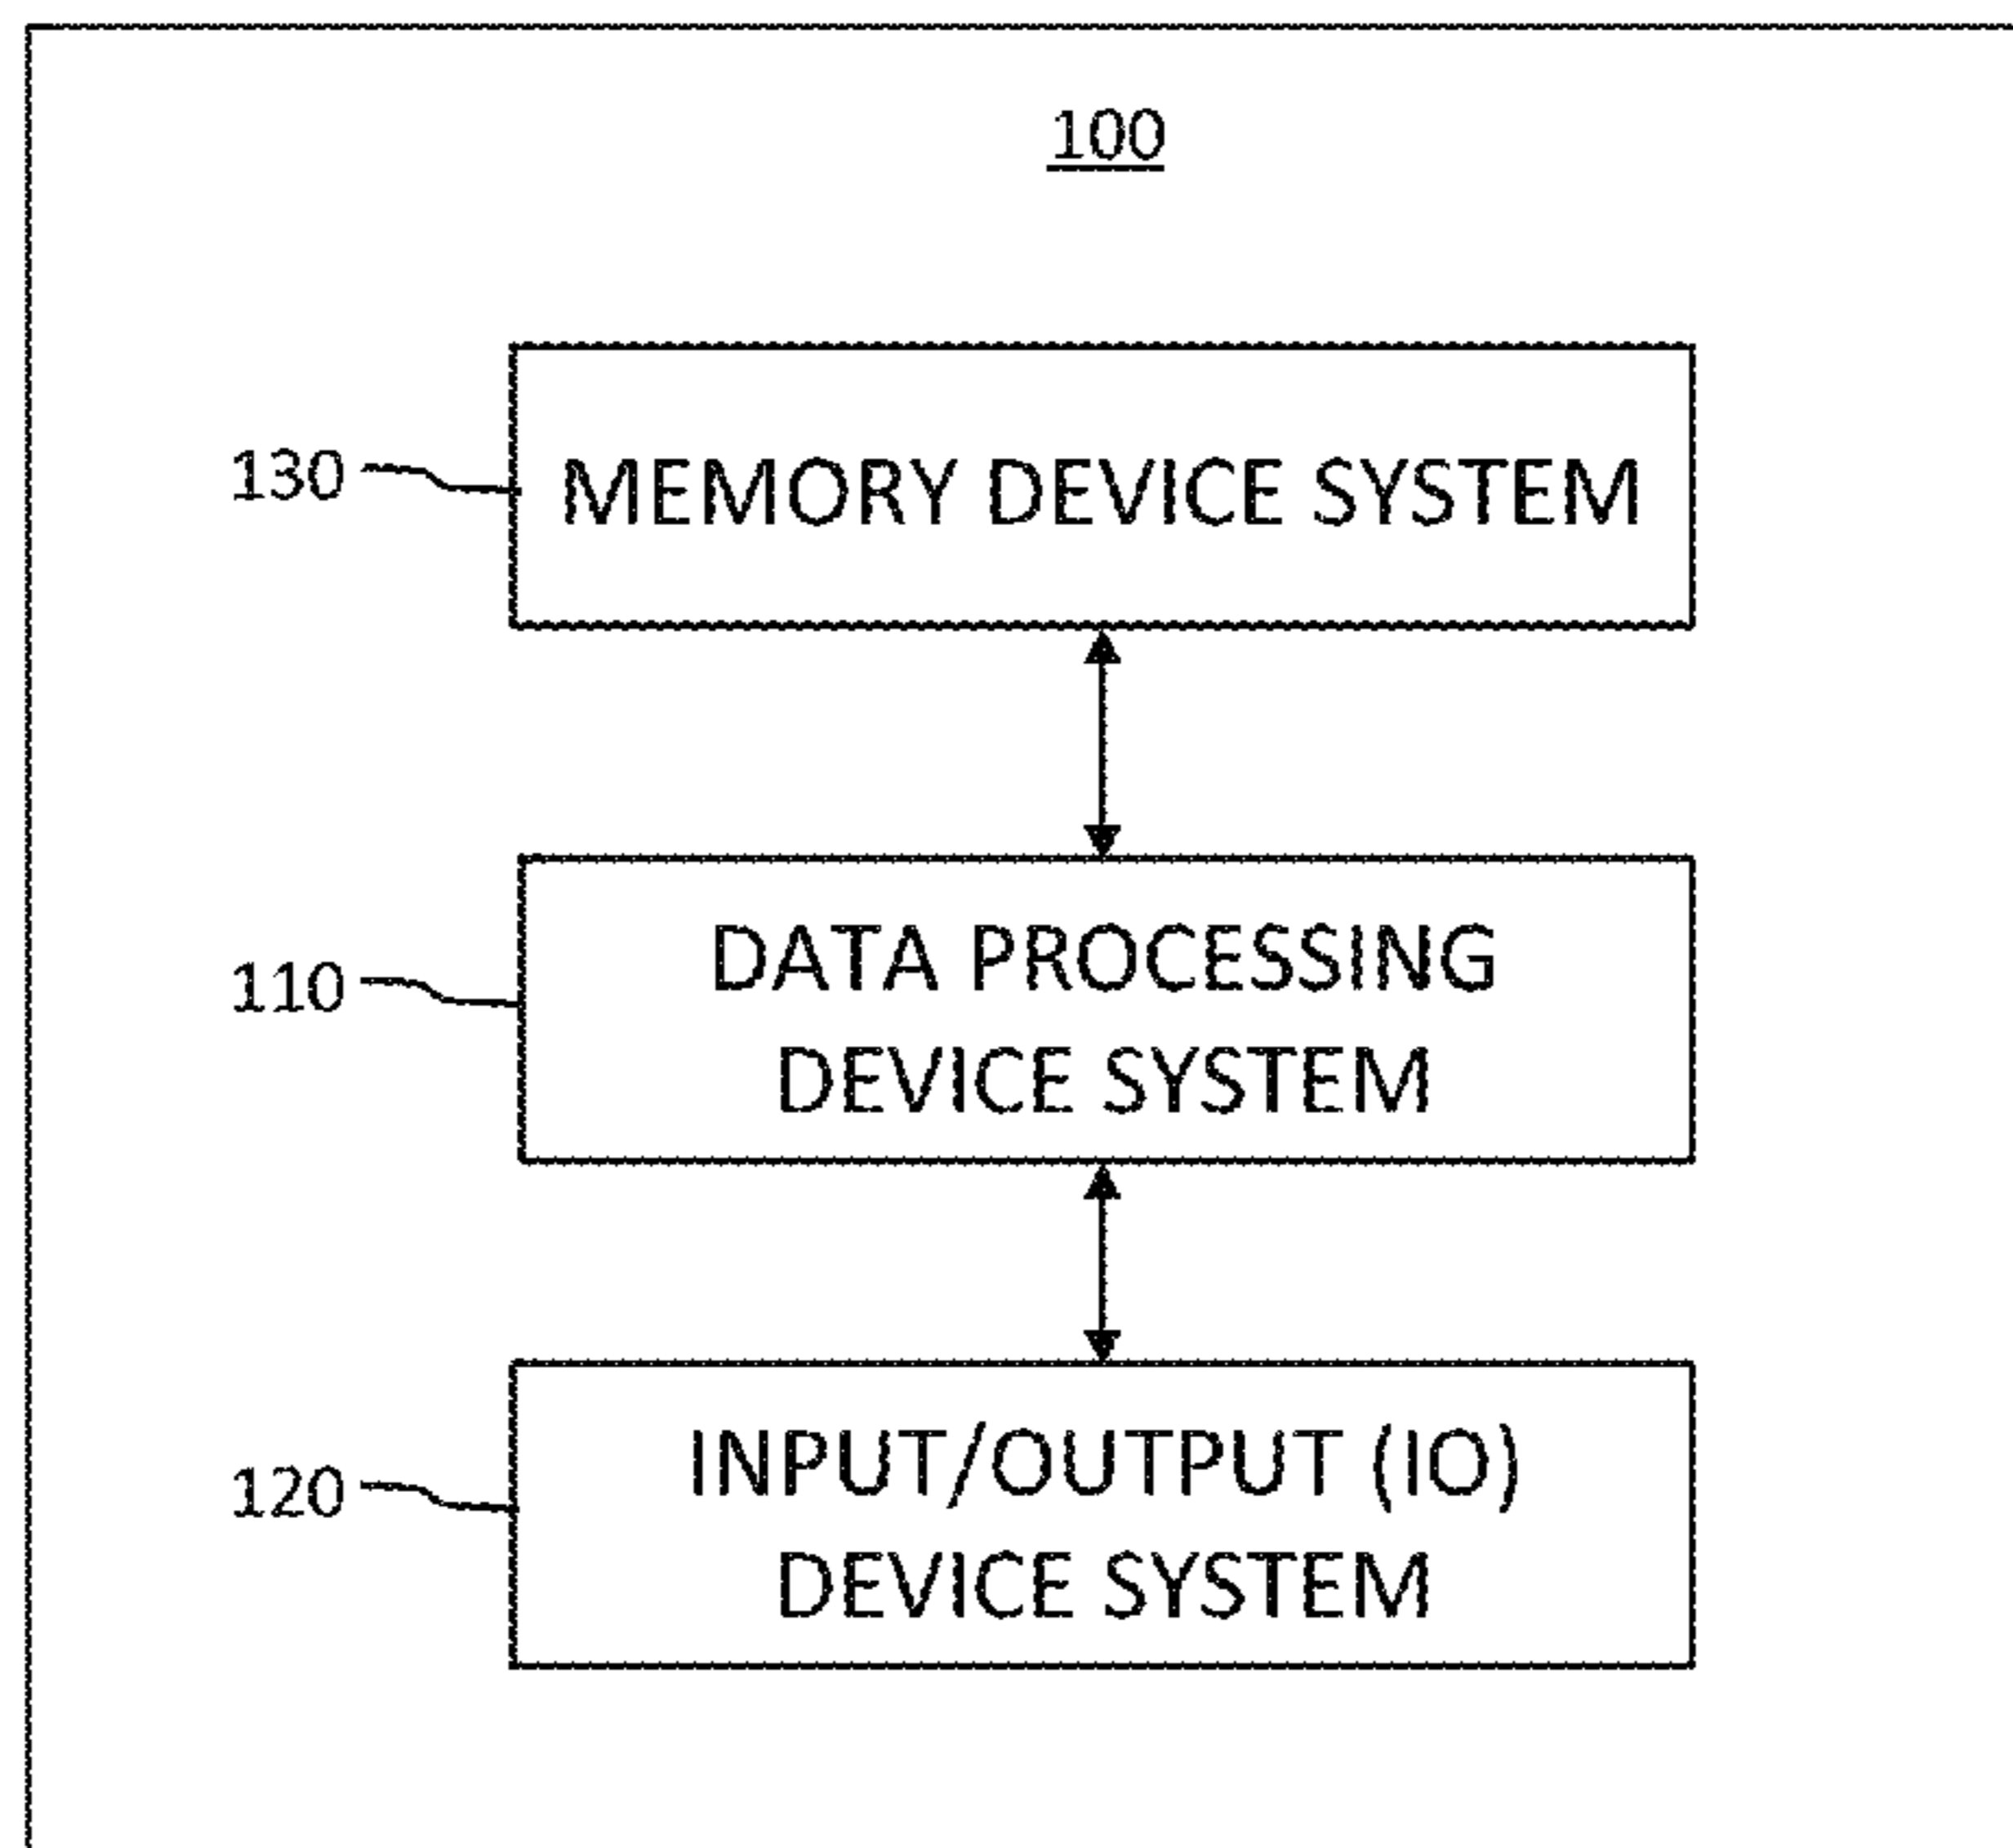 100
130 MEMORY DEVICE SYSTEM
110 DATA PROCESSING
DEVICE SYSTEM
120 INPUT/OUTPUT (IO)
DEVICE SYSTEM